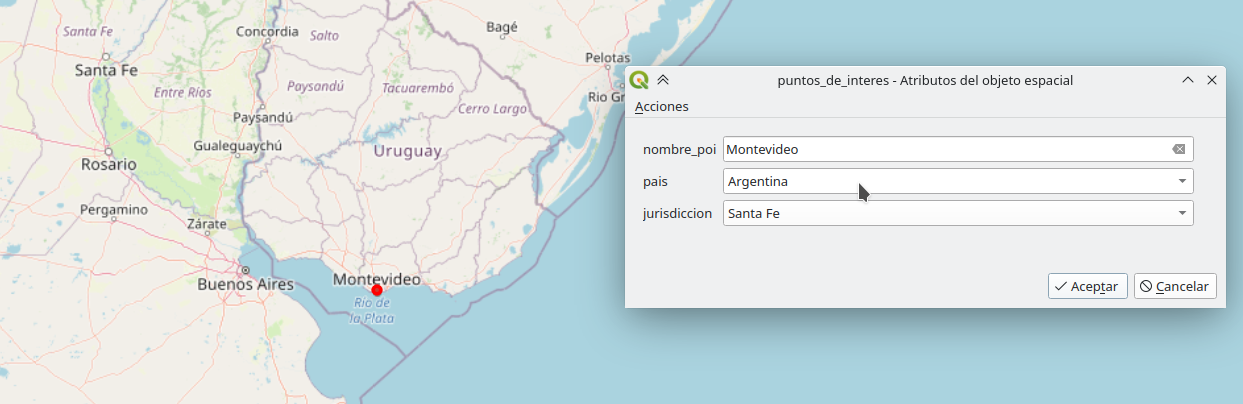 Santa Fe
Concordia
Salto
Bagé
Santa Fe
Pelotas
Entre Ríos
Paysandú
Tacuarembó
Rio Gr
Cerro Largo
Paysandú
Gualeguaychú
Uruguay
Rosario
Pergamino
Zárate
Buenos Aires
Montevideo
Río de
la Plata
puntos_de_interes - Atributos del objeto espacial
Acciones
nombre_poi Montevideo
pais Argentina
jurisdiccion Santa Fe
Aceptar Cancelar